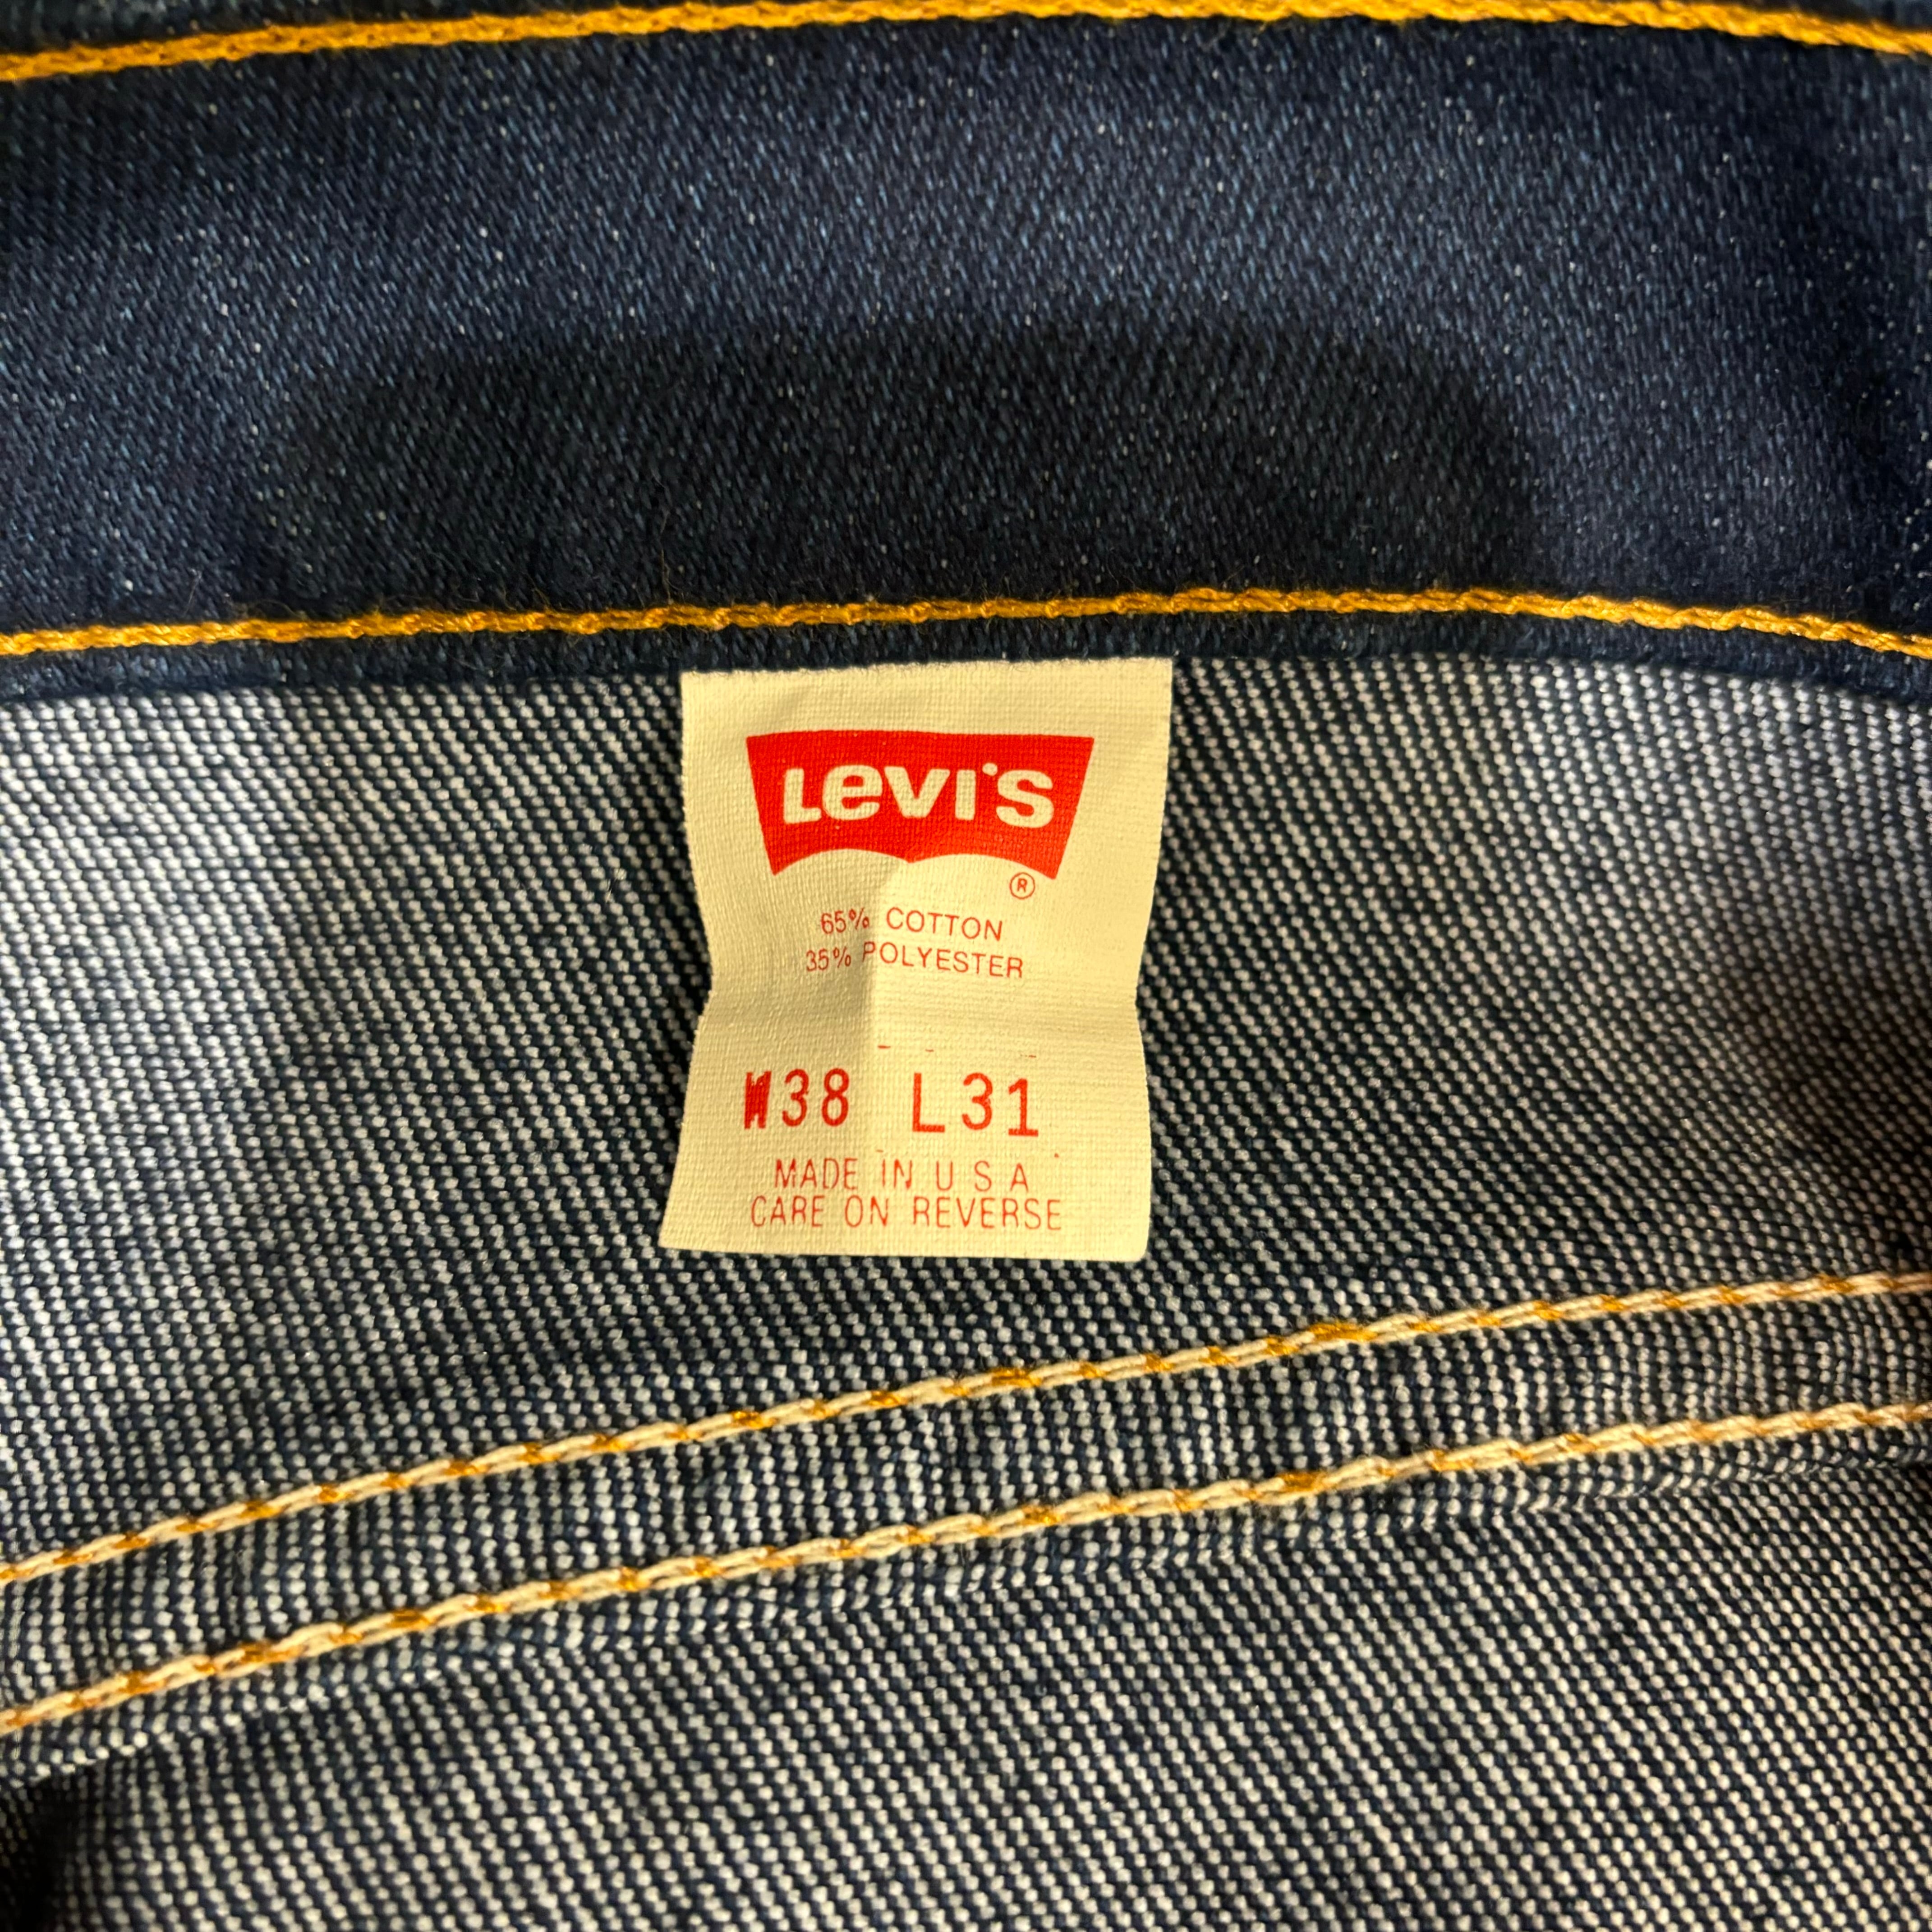 LEVI'S
®
65% COTTON
35% POLYESTER
W38 L31
MADE IN U S A
CARE ON REVERSE